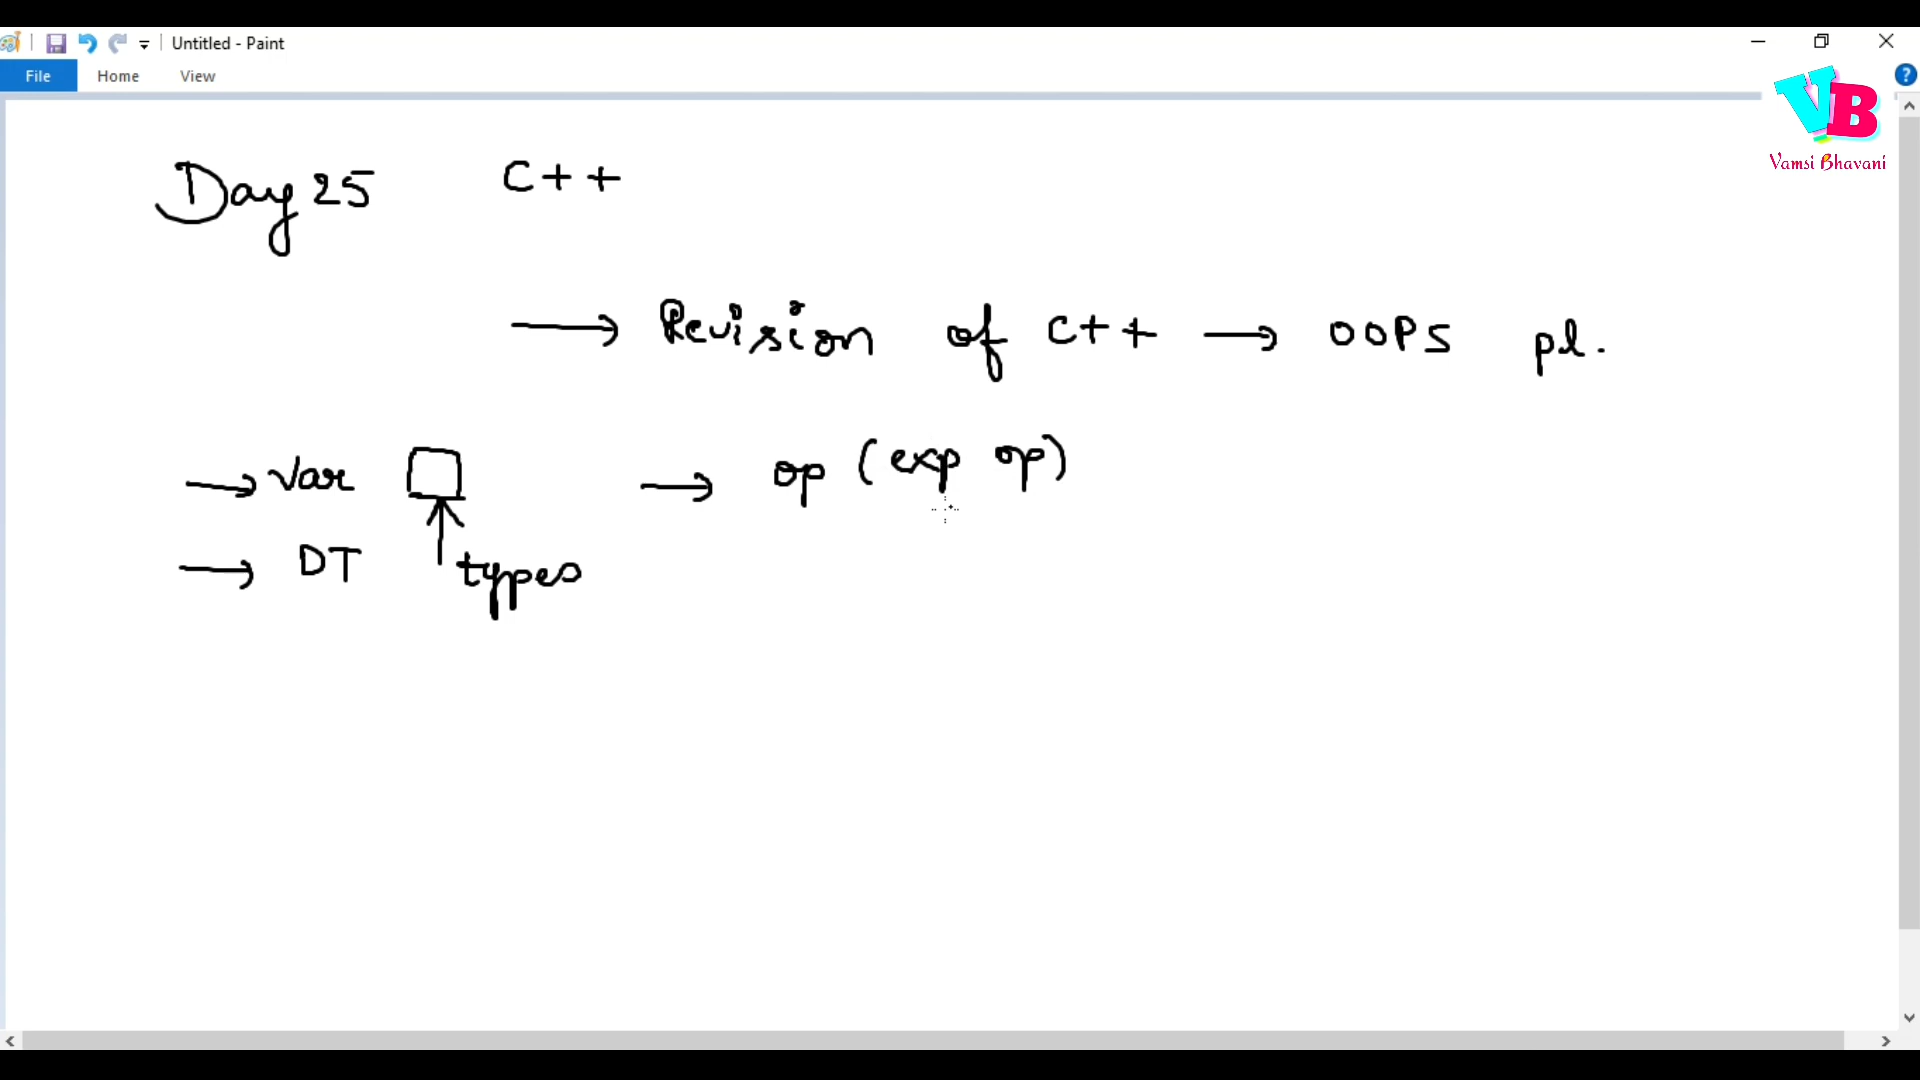 Untitled - Paint
File Home View
VB
Vamsi Bhavani
Day 25 C++
→ Revision of C++ → OOPS pl.
→ Var → op (exp op)
→ DT types